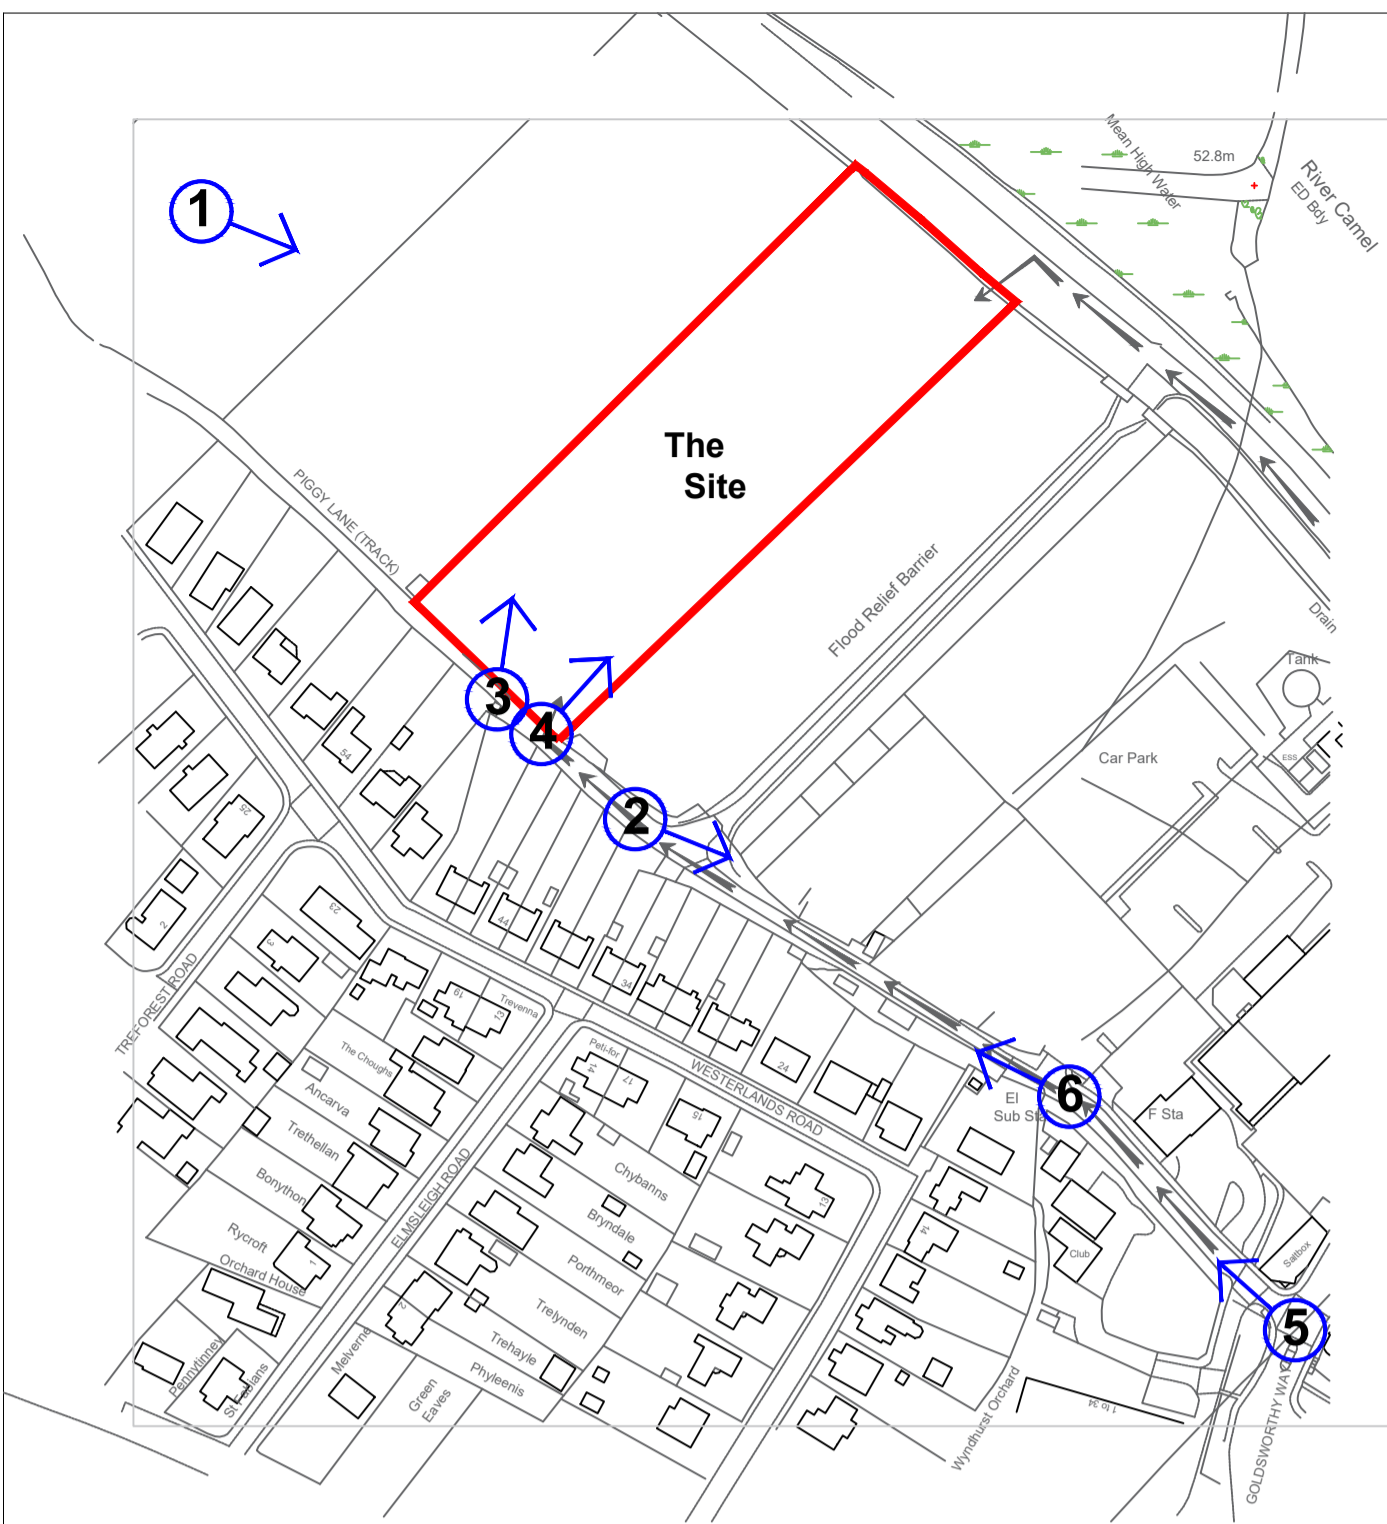 1
Mean High Water
52.8m
River Camel
ED Bdy
The
Site
PIGGY LANE (TRACK)
Flood Relief Barrier
Drain
Tank
Car Park
ESS
3
4
2
54
25
2
23
3
44
34
19
13
Trevenna
TREFOREST ROAD
The Choughs
Peti-for
14
17
WESTERLANDS ROAD
24
15
6
El
Sub Sta
F Sta
Ancarva
Trethellan
Bonython
Rycroft
Orchard House
1
ELMSLEIGH ROAD
Chybanns
Bryndale
Porthmeor
Trelynden
Trehayle
Phyleenis
13
14
Club
Saltbox
5
2
Melverne
Green
Eaves
Pennytinney
St Fabians
Wyndhurst Orchard
11 to 34
GOLDSWORTHY WAY